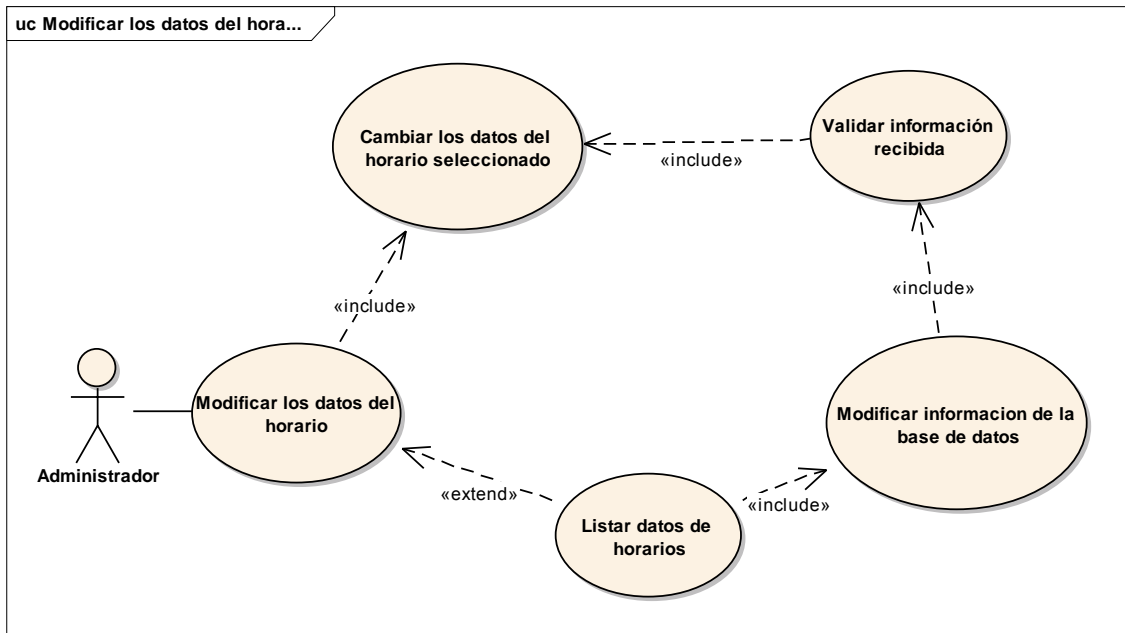 uc Modificar los datos del hora...
Cambiar los datos del
horario seleccionado
Validar información
recibida
«include»
«include»
«include»
Modificar los datos del
horario
Administrador
Modificar informacion de la
base de datos
«extend»
«include»
Listar datos de
horarios